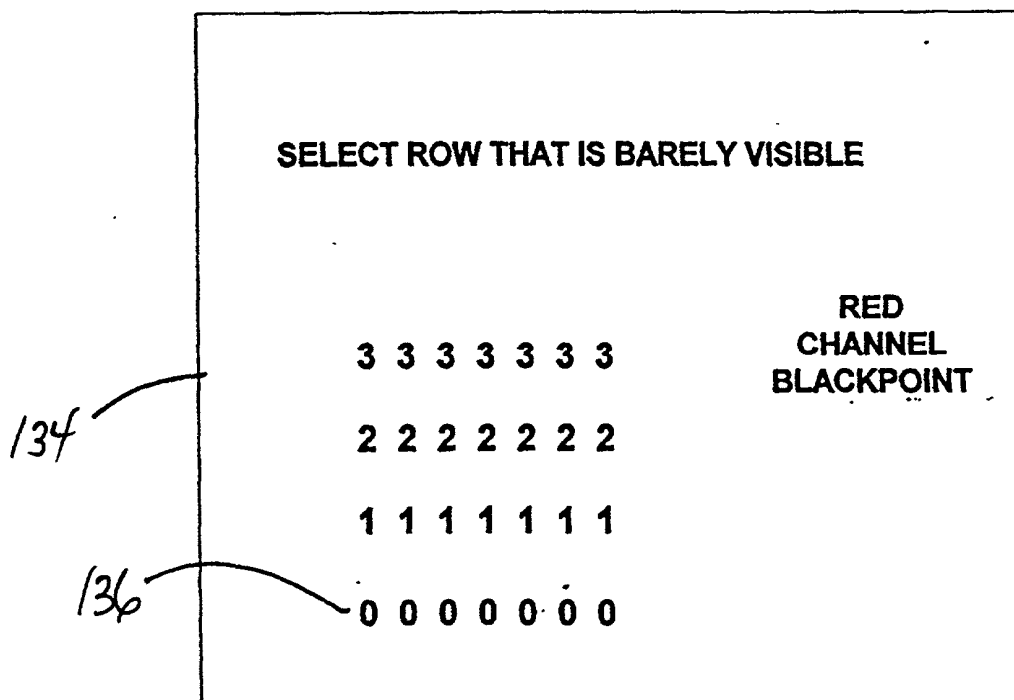 SELECT ROW THAT IS BARELY VISIBLE
RED
CHANNEL
BLACKPOINT
3 3 3 3 3 3 3
2 2 2 2 2 2 2
1 1 1 1 1 1 1
0 0 0 0 0 0 0
134
136